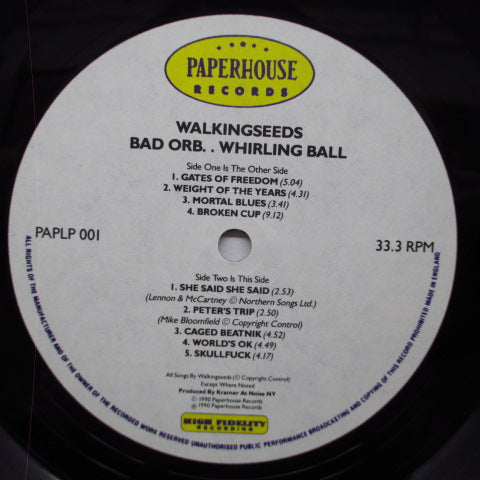 PAPERHOUSE
RECORDS
WALKINGSEEDS
BAD ORB. . WHIRLING BALL
Side One Is The Other Side
1. GATES OF FREEDOM (5.04)
2. WEIGHT OF THE YEARS (4.31)
3. MORTAL BLUES (3.41)
4. BROKEN CUP (9.12)
PAPLP 001
33.3 RPM
Side Two Is This Side
1. SHE SAID SHE SAID (2.53)
(Lennon & McCartney © Northern Songs Ltd.)
2. PETER'S TRIP (2.50)
(Mike Bloomfield © Copyright Control)
3. CAGED BEATNIK (4.52)
4. WORLD'S OK (4.49)
5. SKULLFUCK (4.17)
All Songs By Walkingseeds © Copyright Control)
Except Where Noted
Produced By Kramer At Noise NY
© 1990 Paperhouse Records
℗ 1990 Paperhouse Records
HIGH FIDELITY
RECORDING
ALL RIGHTS OF THE MANUFACTURER AND OF THE OWNER OF THE RECORDED WORK RESERVED UNAUTHORISED PUBLIC PERFORMANCE BROADCASTING AND COPYING OF THIS RECORD PROHIBITED MADE IN ENGLAND